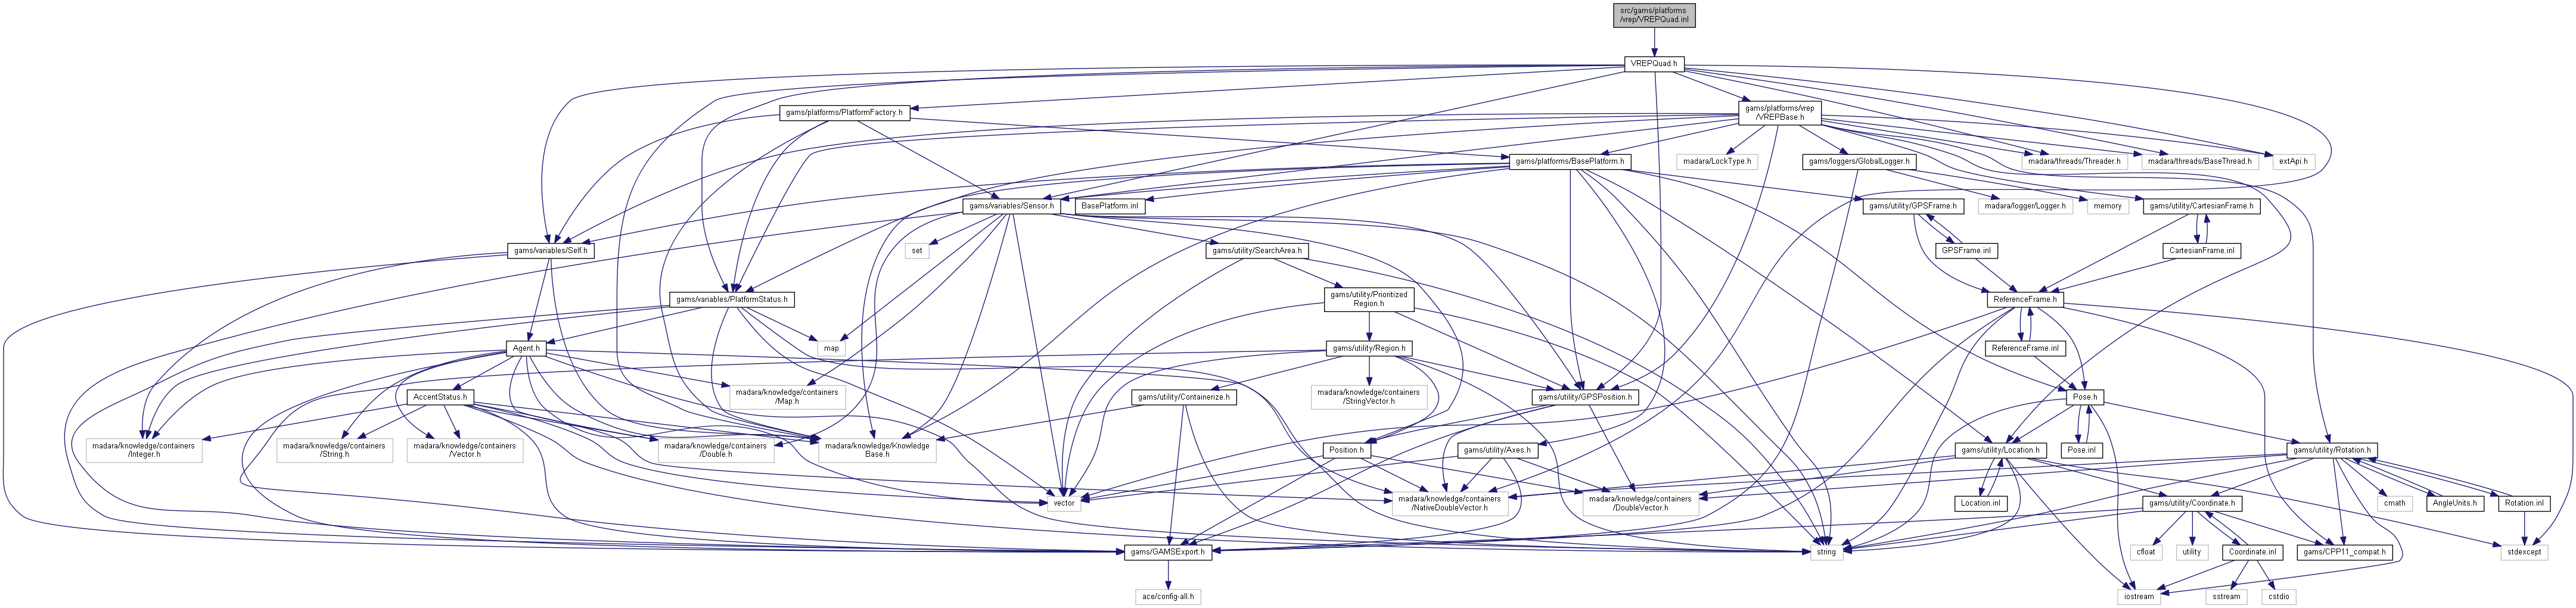 src/gams/platforms
/vrep/VREPQuad.inl
VREPQuad.h
gams/platforms/PlatformFactory.h
gams/platforms/vrep
/VREPBase.h
gams/platforms/BasePlatform.h
madara/LockType.h
gams/loggers/GlobalLogger.h
madara/threads/Threader.h
madara/threads/BaseThread.h
extApi.h
gams/variables/Sensor.h
BasePlatform.inl
gams/utility/GPSFrame.h
madara/logger/Logger.h
memory
gams/utility/CartesianFrame.h
gams/variables/Self.h
set
gams/utility/SearchArea.h
GPSFrame.inl
CartesianFrame.inl
gams/variables/PlatformStatus.h
gams/utility/Prioritized
Region.h
ReferenceFrame.h
Agent.h
map
gams/utility/Region.h
ReferenceFrame.inl
AccentStatus.h
madara/knowledge/containers
/Map.h
gams/utility/Containerize.h
madara/knowledge/containers
/StringVector.h
gams/utility/GPSPosition.h
Pose.h
madara/knowledge/containers
/Integer.h
madara/knowledge/containers
/String.h
madara/knowledge/containers
/Vector.h
madara/knowledge/containers
/Double.h
madara/knowledge/Knowledge
Base.h
Position.h
gams/utility/Axes.h
gams/utility/Location.h
Pose.inl
gams/utility/Rotation.h
vector
madara/knowledge/containers
/NativeDoubleVector.h
madara/knowledge/containers
/DoubleVector.h
Location.inl
gams/utility/Coordinate.h
cmath
AngleUnits.h
Rotation.inl
gams/GAMSExport.h
string
cfloat
utility
Coordinate.inl
gams/CPP11_compat.h
stdexcept
ace/config-all.h
iostream
sstream
cstdio